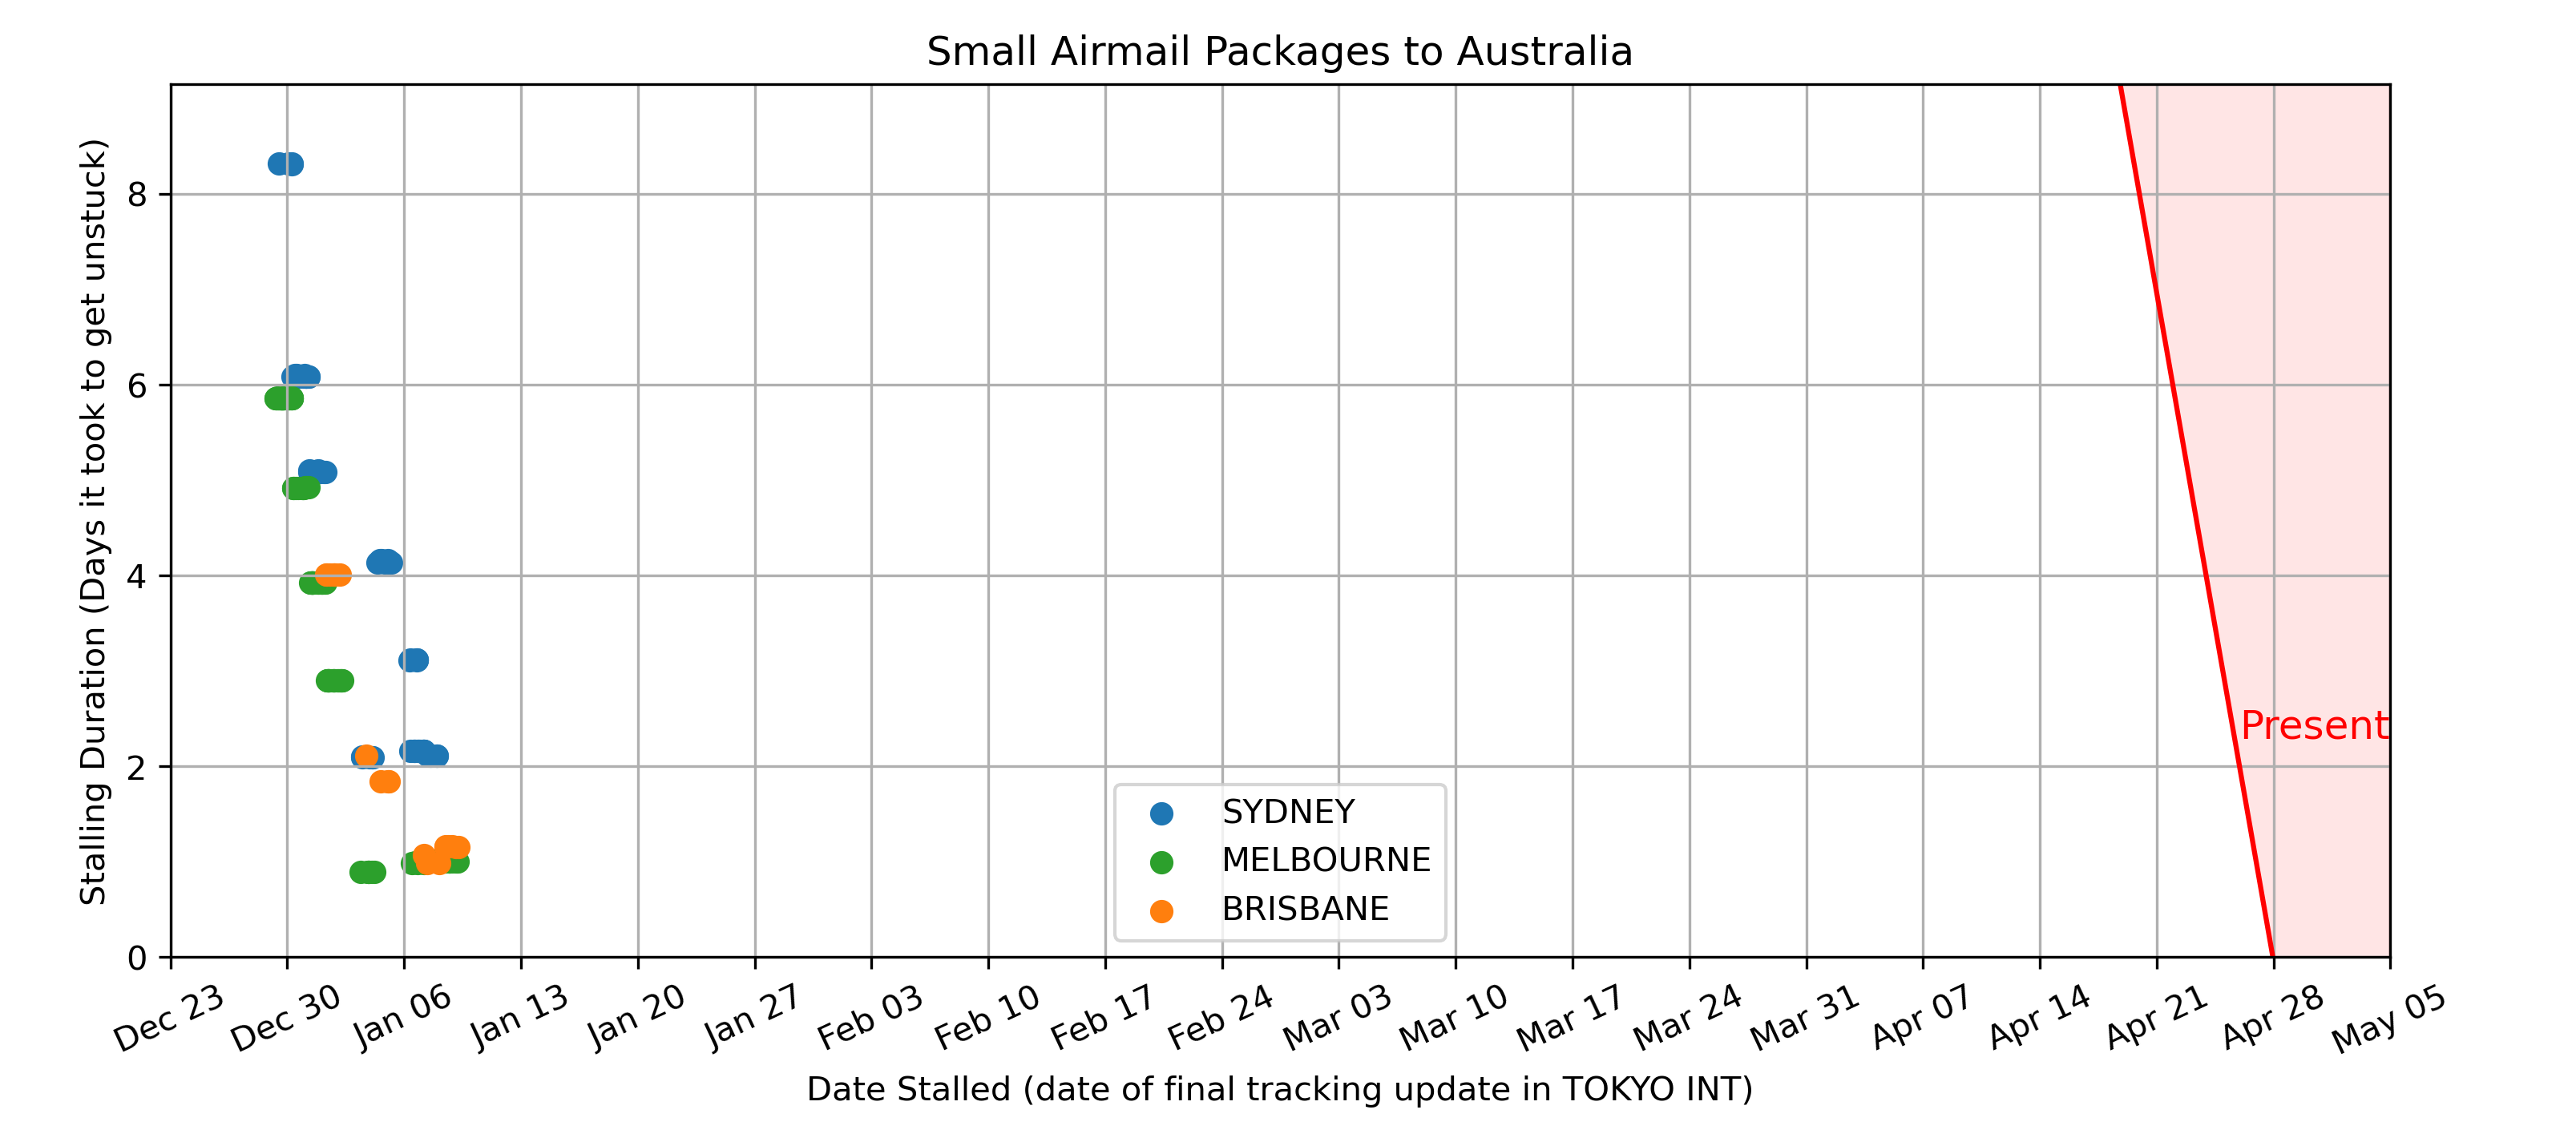 Small Airmail Packages to Australia
Stalling Duration (Days it took to get unstuck)
8
6
4
2
0
Present
SYDNEY
MELBOURNE
BRISBANE
Dec 23
Dec 30
Jan 06
Jan 13
Jan 20
Jan 27
Feb 03
Feb 10
Feb 17
Feb 24
Mar 03
Mar 10
Mar 17
Mar 24
Mar 31
Apr 07
Apr 14
Apr 21
Apr 28
May 05
Date Stalled (date of final tracking update in TOKYO INT)